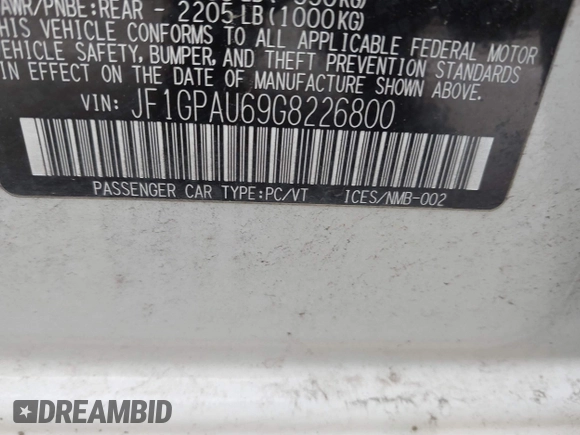 AWR/PNBE:REAR - 2205 LB (1000KG)
THIS VEHICLE CONFORMS TO ALL APPLICABLE FEDERAL MOTOR
VEHICLE SAFETY, BUMPER, AND THEFT PREVENTION STANDARDS
IN EFFECT ON THE DATE OF MANUFACTURE SHOWN ABOVE.
VIN: JF1GPAU69G8226800
PASSENGER CAR TYPE:PC/VT ICES/NMB-002
DREAMBID